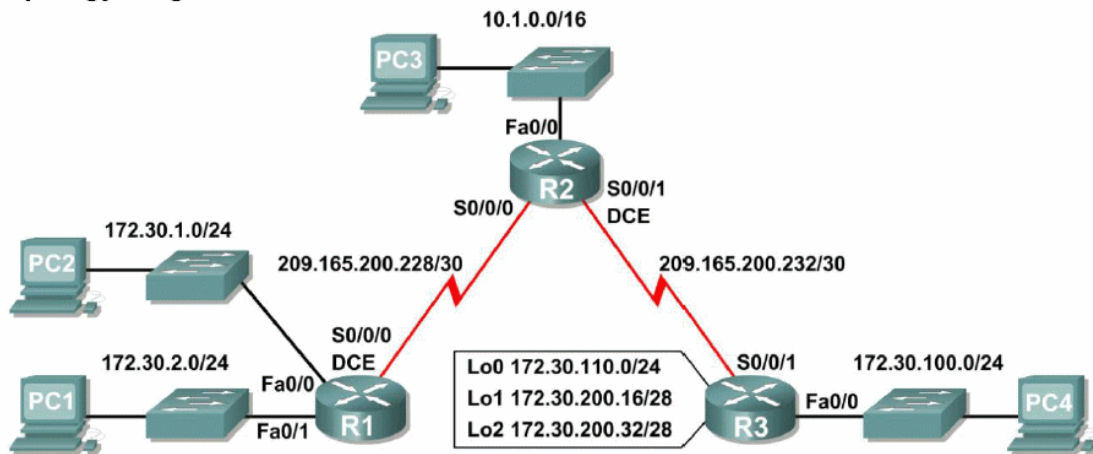 10.1.0.0/16
PC3
Fa0/0
R2
S0/0/1
DCE
S0/0/0
172.30.1.0/24
PC2
209.165.200.228/30
209.165.200.232/30
S0/0/0
DCE
172.30.2.0/24
Fa0/0
PC1
Fa0/1
R1
Lo0 172.30.110.0/24
Lo1 172.30.200.16/28
Lo2 172.30.200.32/28
S0/0/1
172.30.100.0/24
Fa0/0
R3
PC4